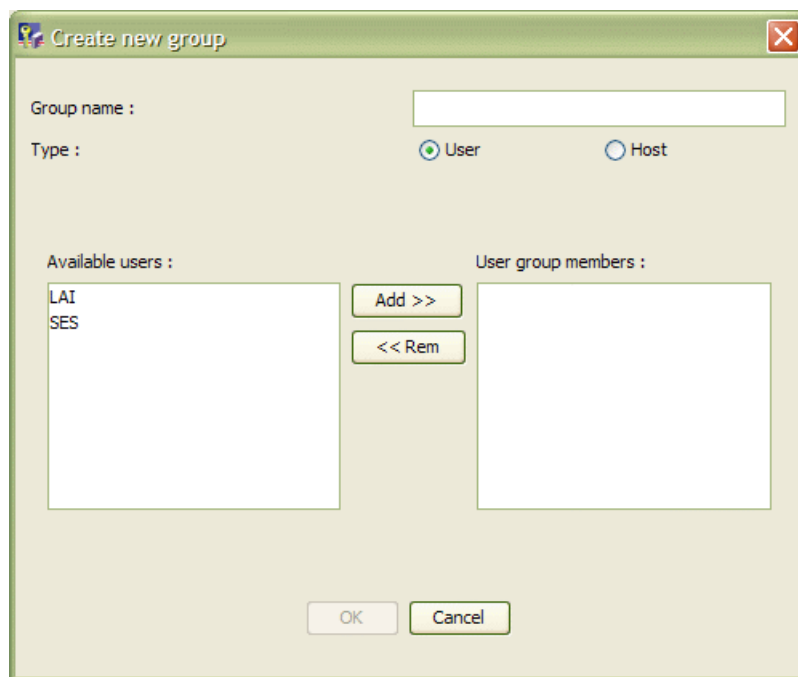 Create new group
Group name :
Type :
User
Host
Available users :
User group members :
LAI
SES
Add >>
<< Rem
OK
Cancel